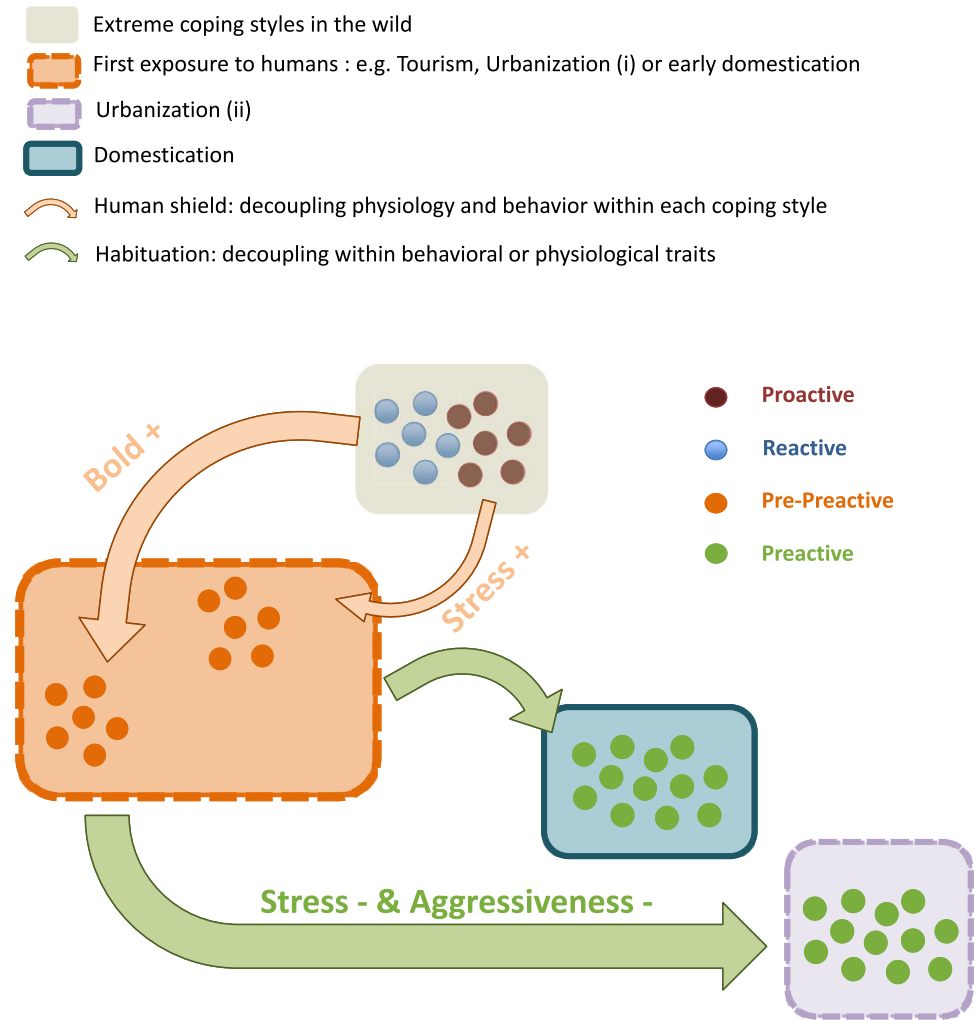 Extreme coping styles in the wild
First exposure to humans : e.g. Tourism, Urbanization (i) or early domestication
Urbanization (ii)
Domestication
Human shield: decoupling physiology and behavior within each coping style
Habituation: decoupling within behavioral or physiological traits
Proactive
Bold +
Reactive
Pre-Preactive
Preactive
Stress +
Stress - & Aggressiveness -